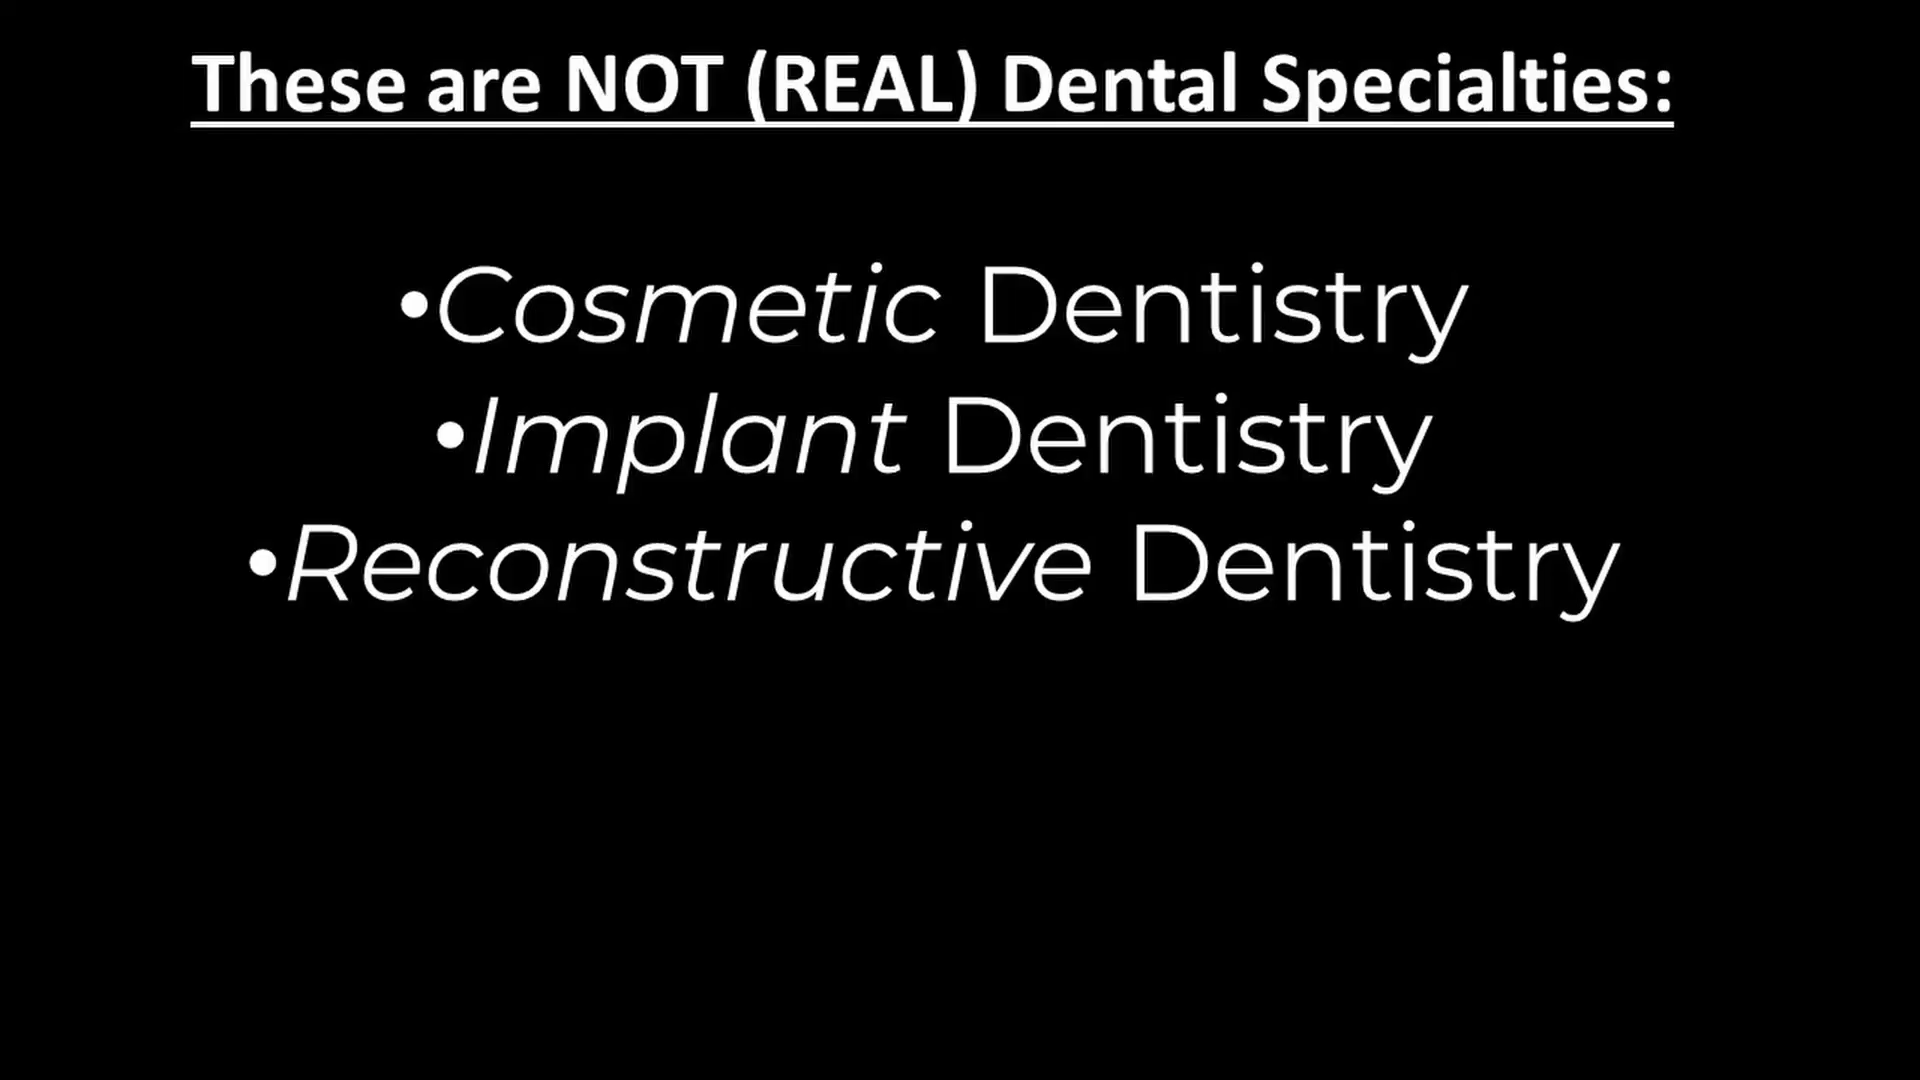 These are NOT (REAL) Dental Specialties:
•Cosmetic Dentistry
•Implant Dentistry
•Reconstructive Dentistry